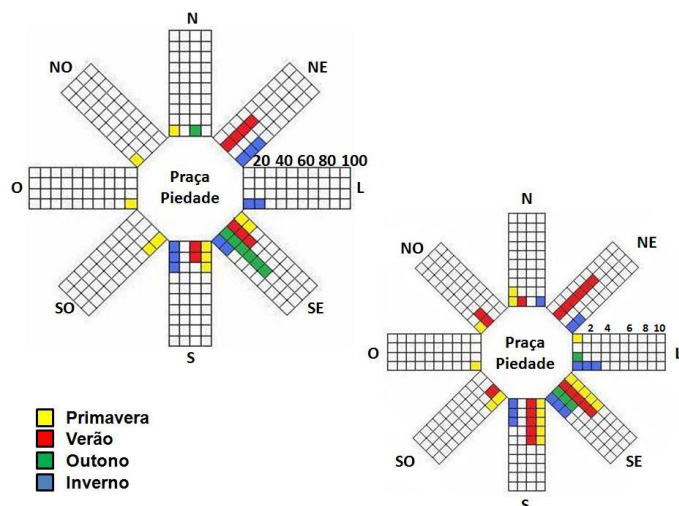 N
NO
NE
20 40 60 80 100
O
Praça
Piedade
L
SO
SE
S
N
NO
NE
2 4 6 8 10
O
Praça
Piedade
L
SO
SE
S
Primavera
Verão
Outono
Inverno